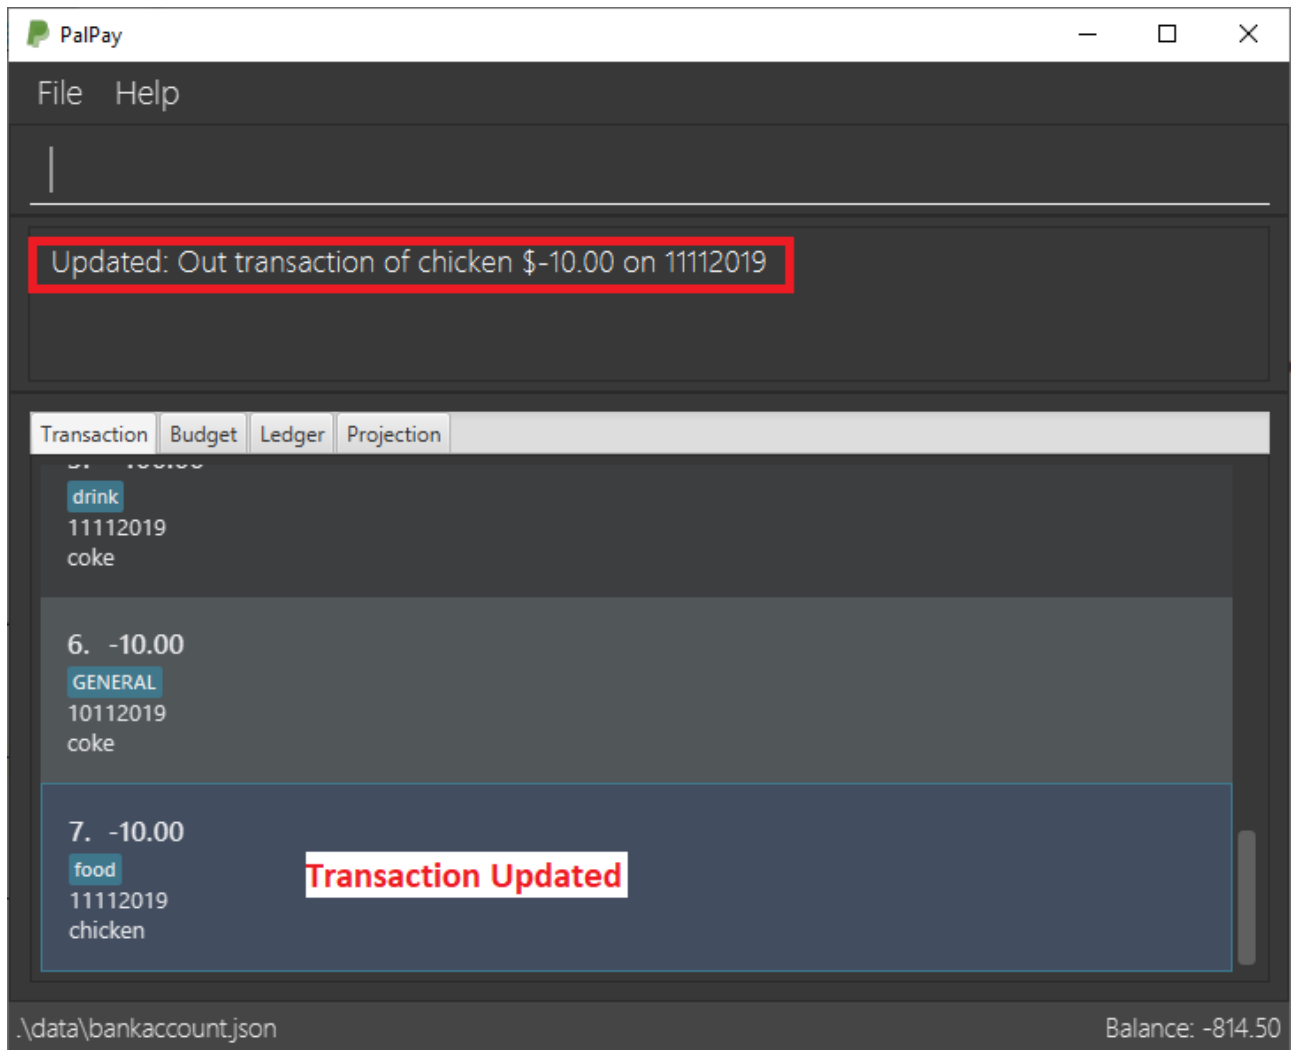 PalPay
File Help
Updated: Out transaction of chicken $-10.00 on 11112019
Transaction Budget Ledger Projection
drink
11112019
coke
6. -10.00
GENERAL
10112019
coke
7. -10.00
food
Transaction Updated
11112019
chicken
.\data\bankaccount.json
Balance: -814.50